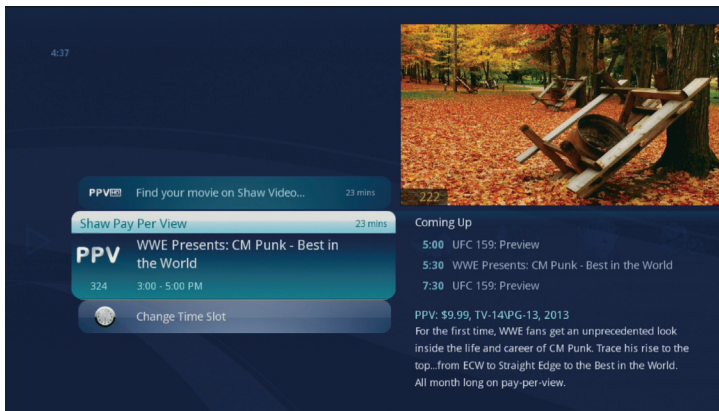 4:37
PPV HD Find your movie on Shaw Video... 23 mins
Shaw Pay Per View 23 mins
PPV WWE Presents: CM Punk - Best in
the World
324 3:00 - 5:00 PM
Change Time Slot
222
Coming Up
5:00 UFC 159: Preview
5:30 WWE Presents: CM Punk - Best in the World
7:30 UFC 159: Preview
PPV: $9.99, TV-14\PG-13, 2013
For the first time, WWE fans get an unprecedented look
inside the life and career of CM Punk. Trace his rise to the
top...from ECW to Straight Edge to the Best in the World.
All month long on pay-per-view.